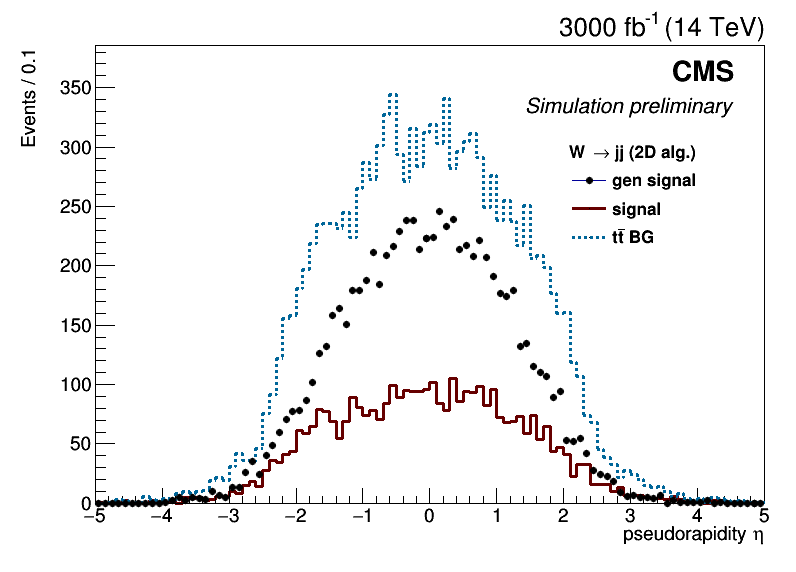 3000 fb-1 (14 TeV)
CMS
Simulation preliminary
W → jj (2D alg.)
gen signal
signal
tt̄ BG
Events / 0.1
350
300
250
200
150
100
50
0
−5 −4 −3 −2 −1 0 1 2 3 4 5
pseudorapidity η